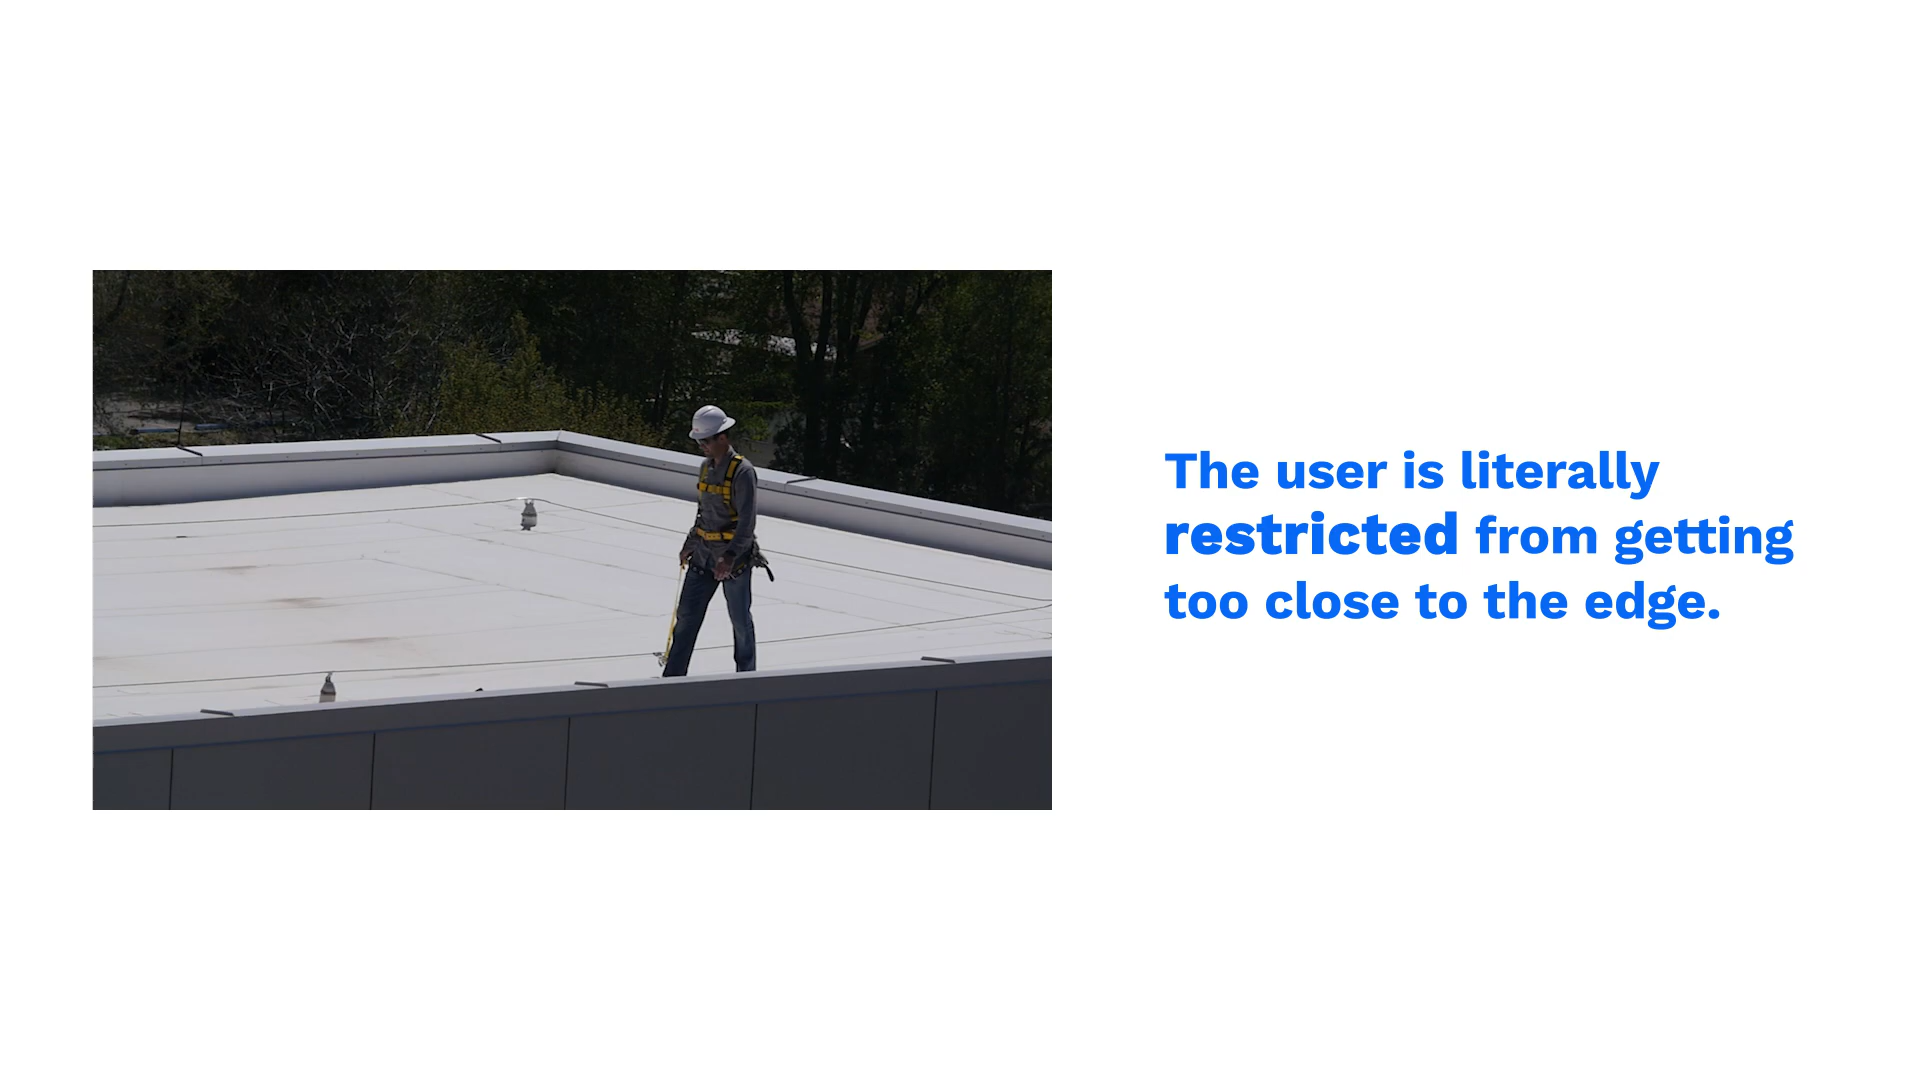 The user is literally
restricted from getting
too close to the edge.